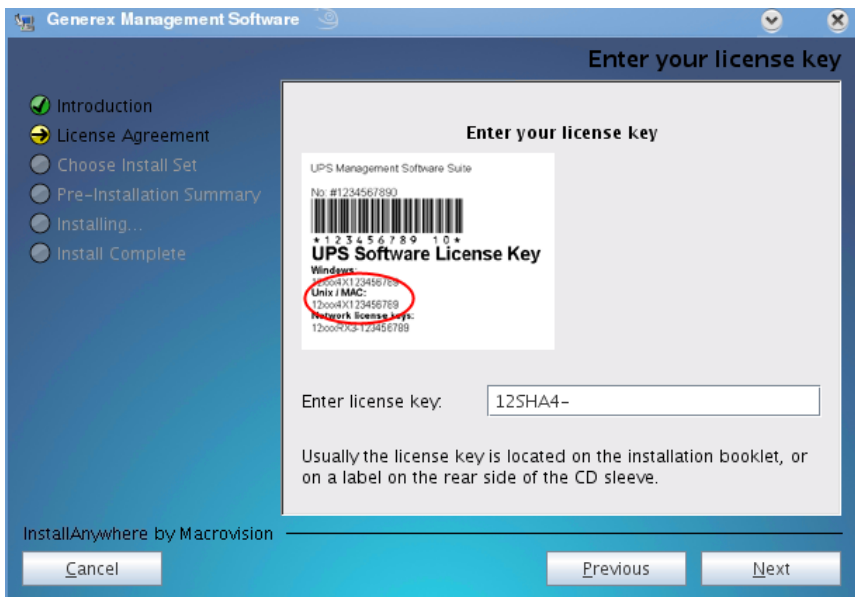 Generex Management Software
Enter your license key
Introduction
License Agreement
Choose Install Set
Pre-Installation Summary
Installing...
Install Complete
Enter your license key
UPS Management Software Suite
No: #1234567890
*123456789 10*
UPS Software License Key
Windows:
12xxx4X123456789
Unix / MAC:
12xxx4X123456789
Network license keys:
12xxxRX3-123456789
Enter license key: 12SHA4-
Usually the license key is located on the installation booklet, or
on a label on the rear side of the CD sleeve.
InstallAnywhere by Macrovision
Cancel Previous Next